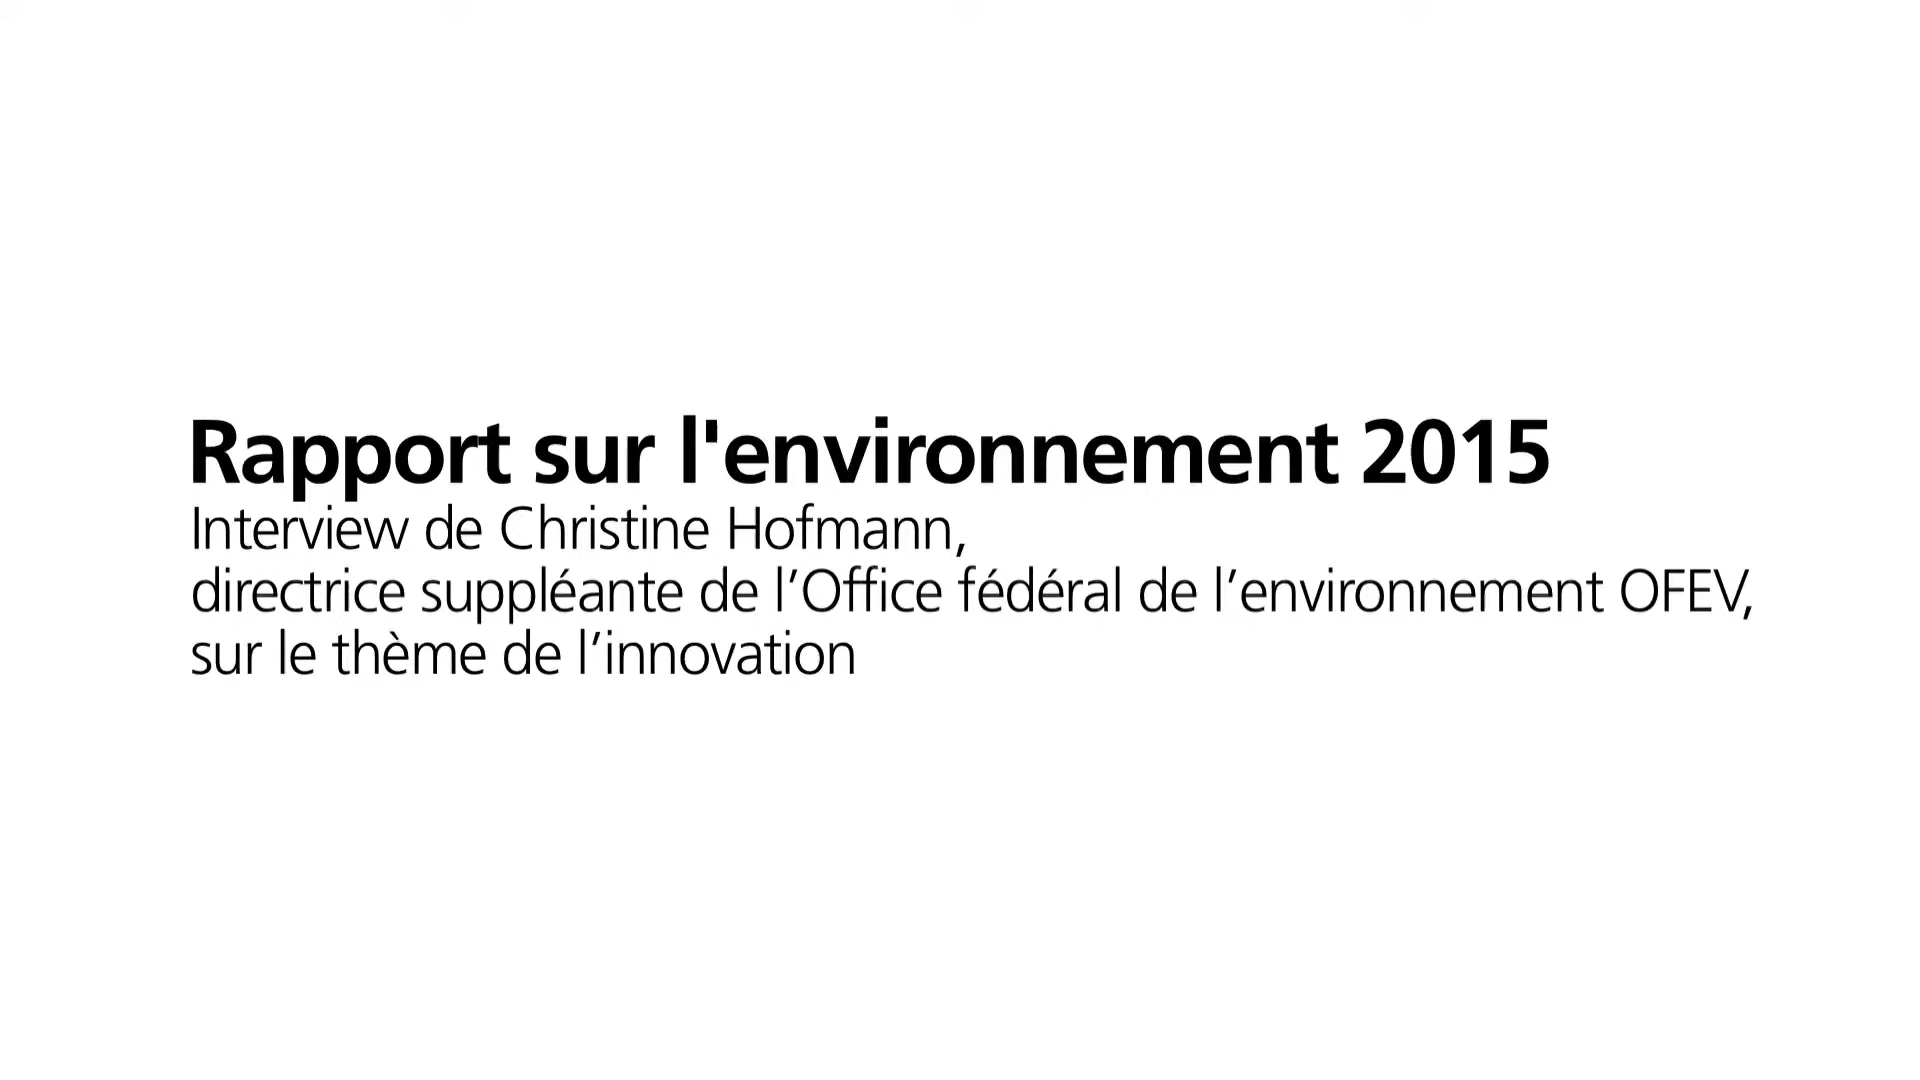 Rapport sur l'environnement 2015
Interview de Christine Hofmann,
directrice suppléante de l’Office fédéral de l’environnement OFEV,
sur le thème de l’innovation